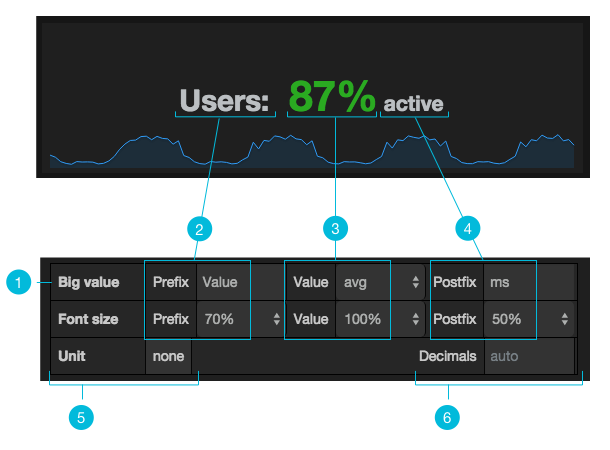 Users: 87% active
2 3 4
1 Big value Prefix Value Value avg Postfix ms
Font size Prefix 70% Value 100% Postfix 50%
Unit none Decimals auto
5 6